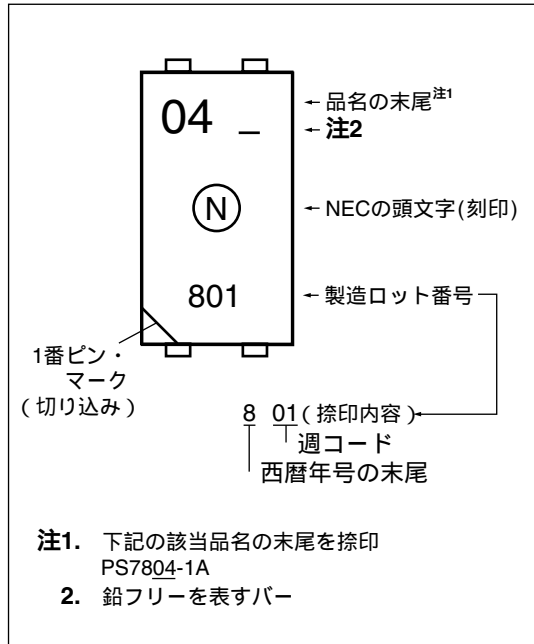 04 _
品名の末尾注1
注2
N
NECの頭文字(刻印)
801
製造ロット番号
1番ピン・
マーク
(切り込み)
8 01(捺印内容)
週コード
西暦年号の末尾
注1. 下記の該当品名の末尾を捺印
PS7804-1A
2. 鉛フリーを表すバー